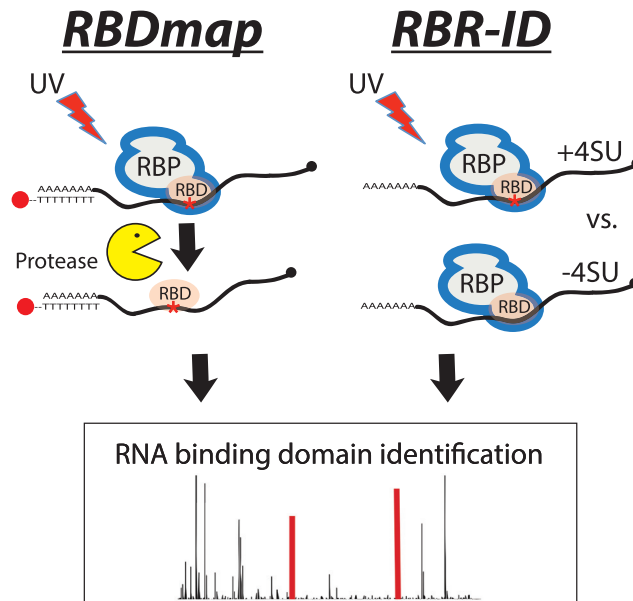 RBDmap
UV
RBP
RBD
*
AAAAAAA
--TTTTTTT
Protease
RBD
*
AAAAAAA
--TTTTTTT
RBR-ID
UV
RBP
+4SU
RBD
*
AAAAAAA
vs.
-4SU
RBP
RBD
AAAAAAA
RNA binding domain identification